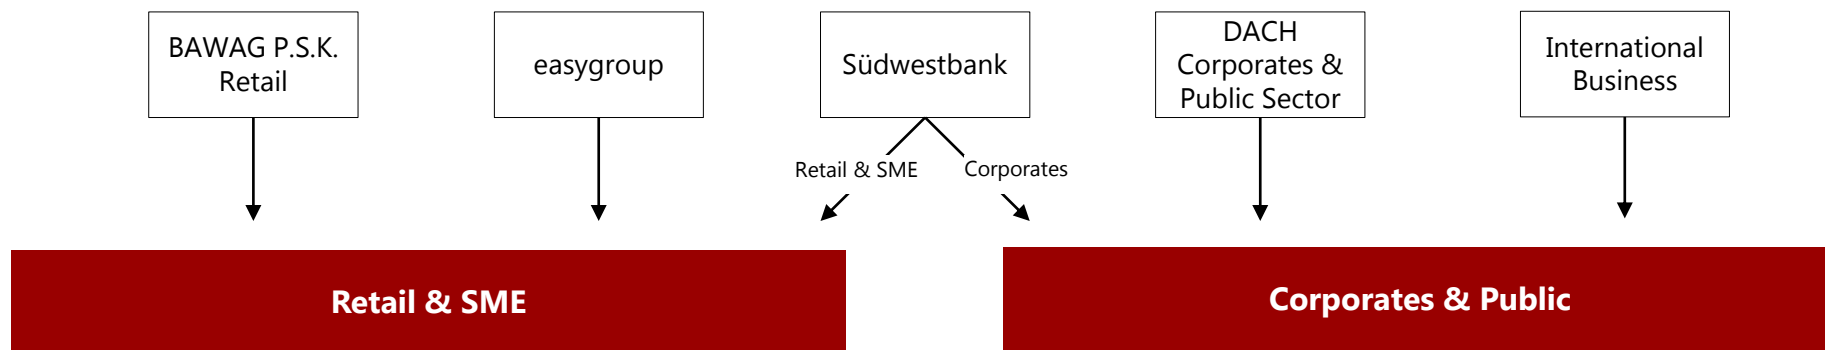 BAWAG P.S.K.
Retail
easygroup
Südwestbank
DACH
Corporates &
Public Sector
International
Business
Retail & SME
Corporates
Retail & SME
Corporates & Public